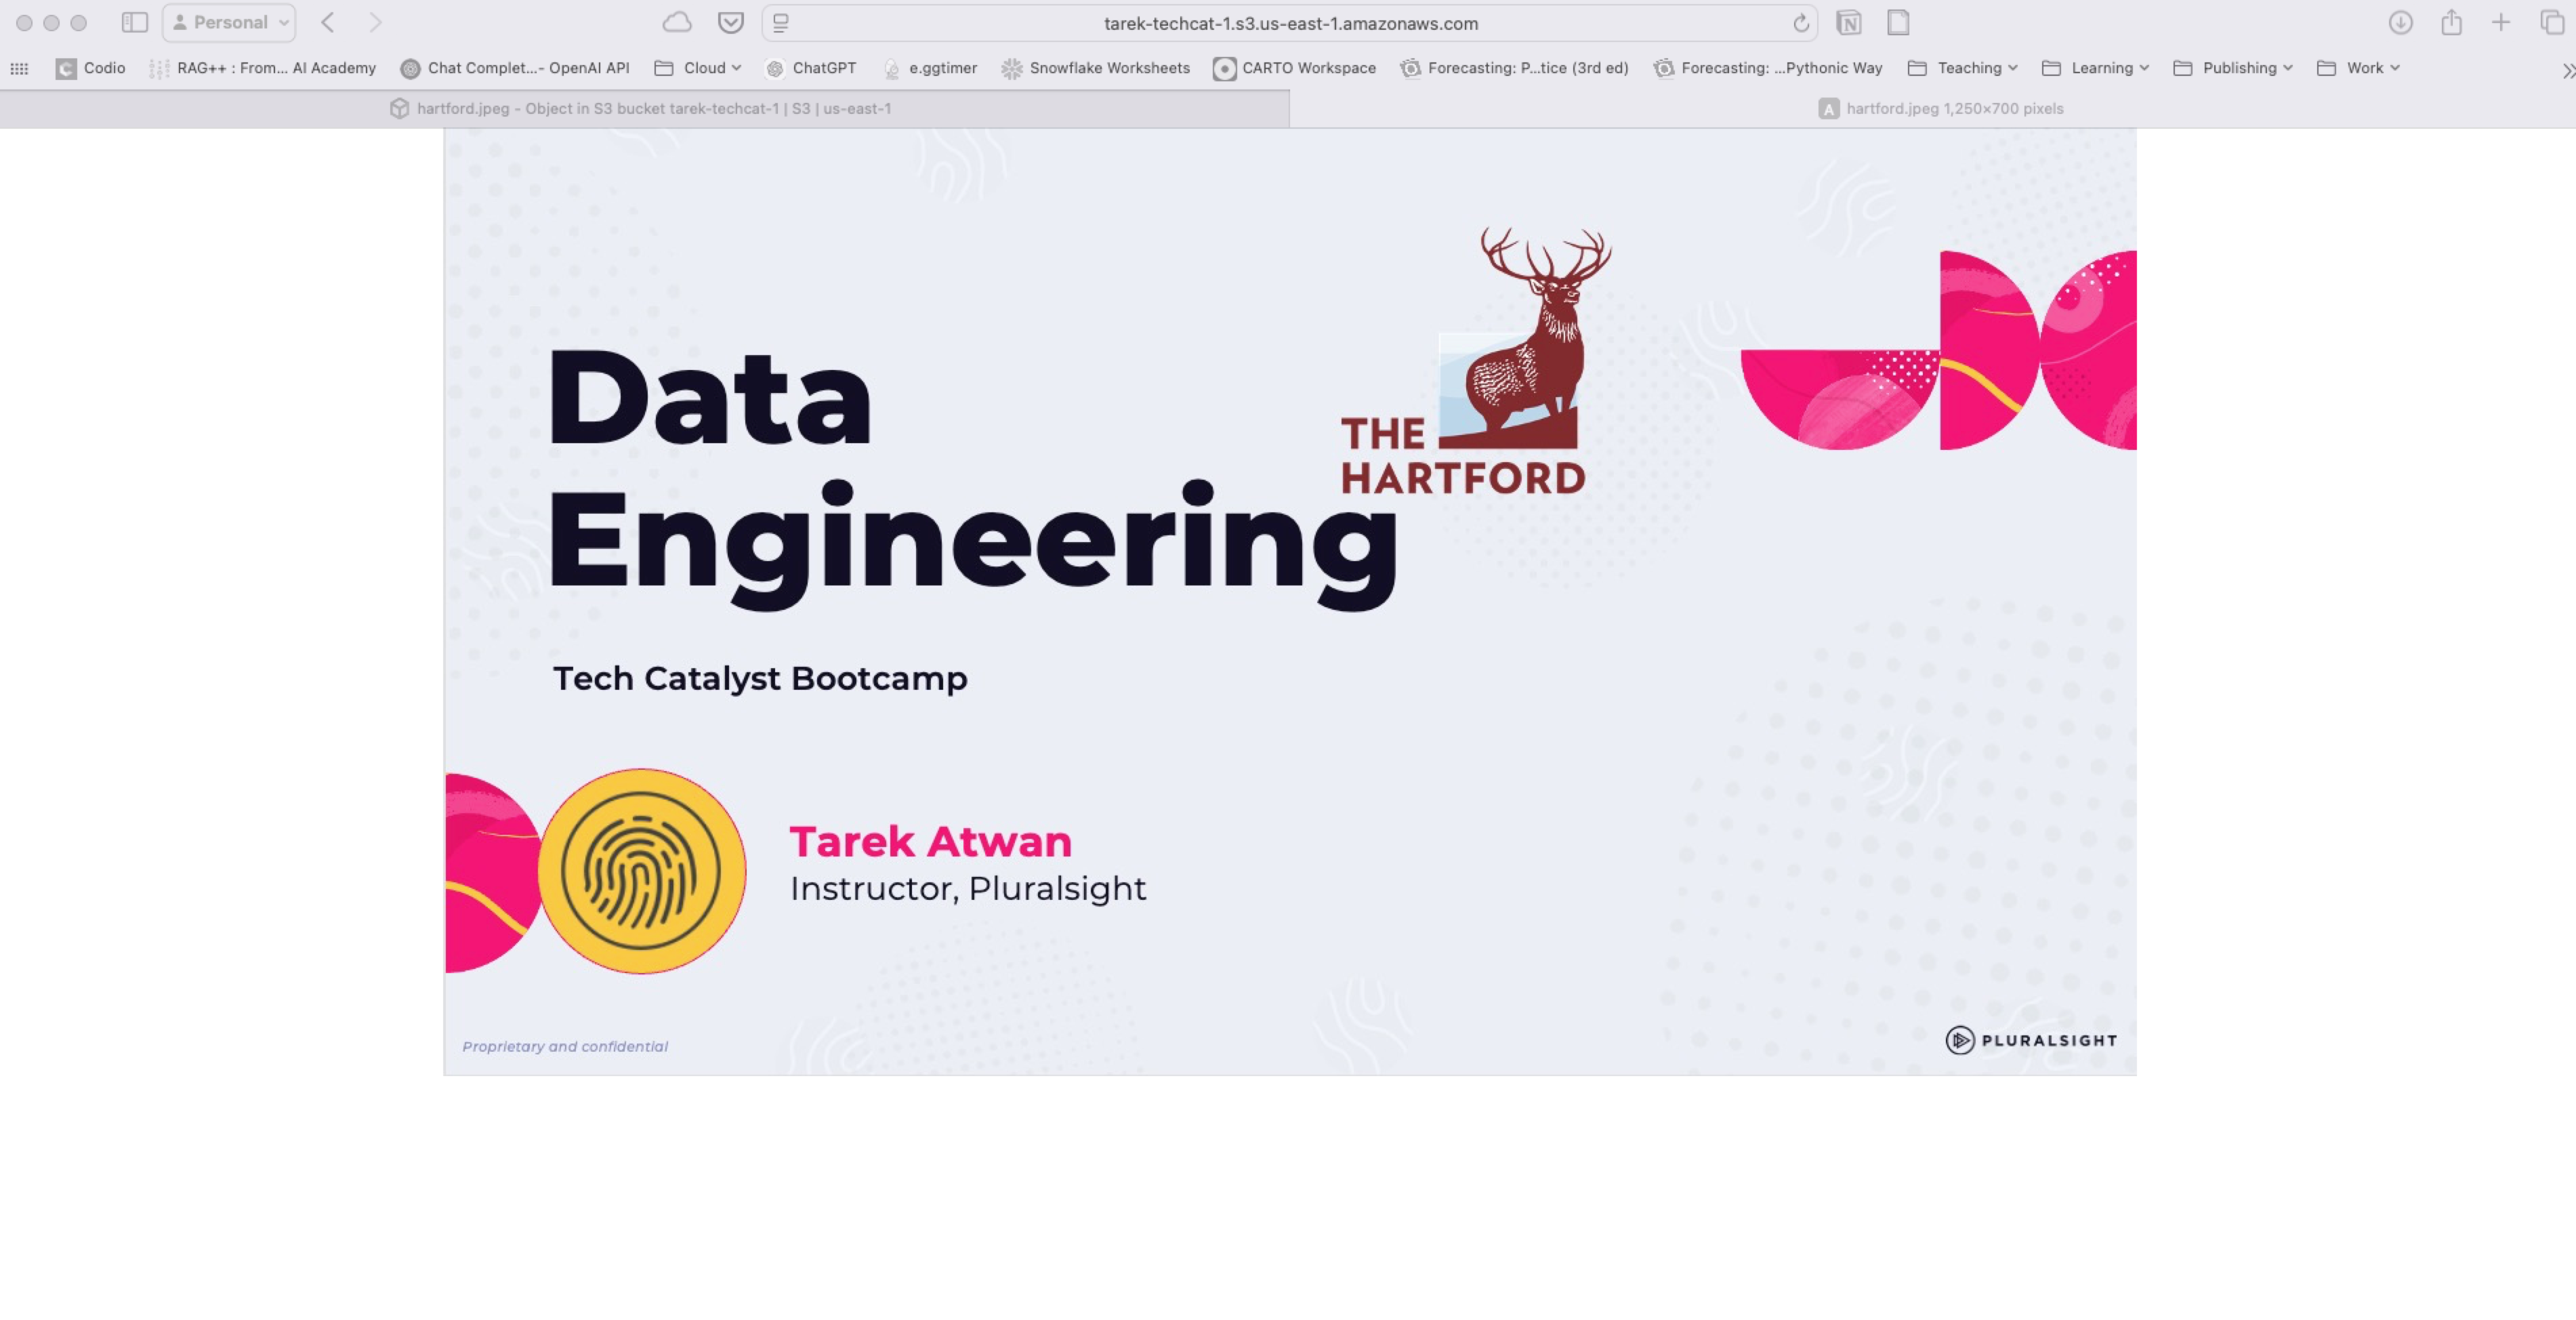 Personal
tarek-techcat-1.s3.us-east-1.amazonaws.com
Codio
RAG++ : From... AI Academy
Chat Complet...- OpenAI API
Cloud
ChatGPT
e.ggtimer
Snowflake Worksheets
CARTO Workspace
Forecasting: P...tice (3rd ed)
Forecasting: ...Pythonic Way
Teaching
Learning
Publishing
Work
hartford.jpeg - Object in S3 bucket tarek-techcat-1 | S3 | us-east-1
A hartford.jpeg 1,250×700 pixels
Data
Engineering
THE
HARTFORD
Tech Catalyst Bootcamp
Tarek Atwan
Instructor, Pluralsight
Proprietary and confidential
PLURALSIGHT